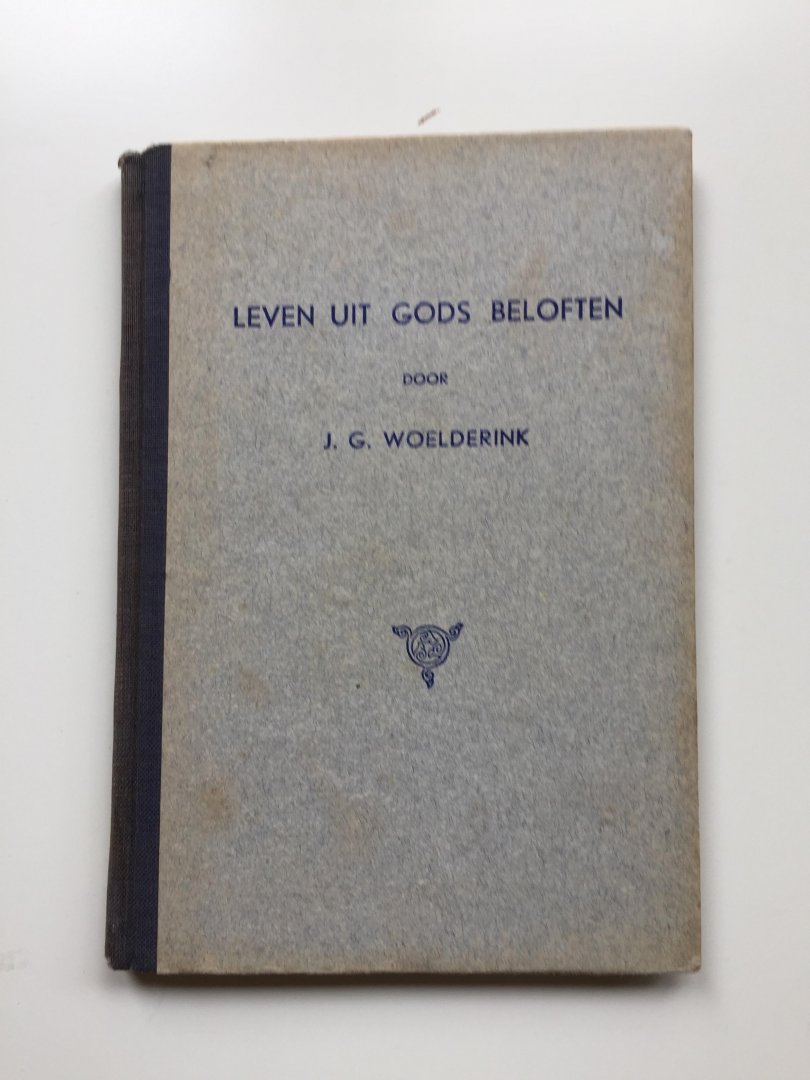 LEVEN UIT GODS BELOFTEN
DOOR
J. G. WOELDERINK